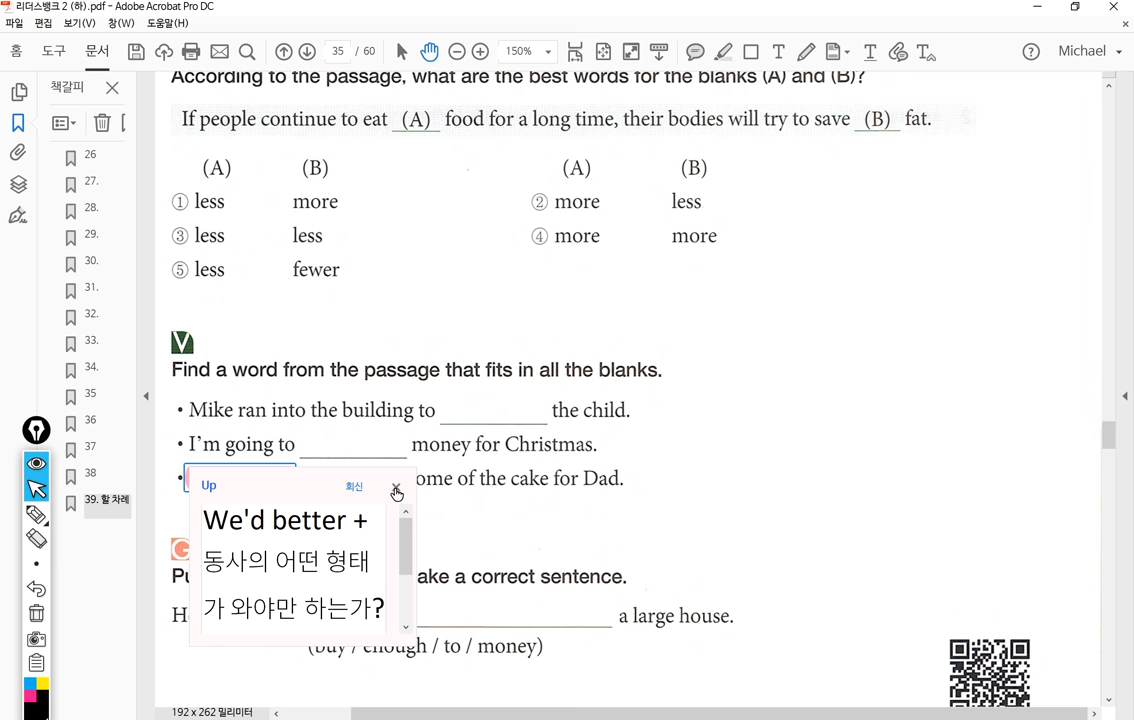 리더스뱅크 2 (하).pdf - Adobe Acrobat Pro DC
파일 편집 보기(V) 창(W) 도움말(H)
홈 도구 문서 35 / 60 150% Michael
책갈피
26
27.
28.
29.
30.
31.
32.
33.
34.
35
36
37
38
39. 할 차례
According to the passage, what are the best words for the blanks (A) and (B)?
If people continue to eat (A) food for a long time, their bodies will try to save (B) fat.
(A) (B) (A) (B)
① less more ② more less
③ less less ④ more more
⑤ less fewer
V
Find a word from the passage that fits in all the blanks.
• Mike ran into the building to ________ the child.
• I'm going to ________ money for Christmas.
• ome of the cake for Dad.
Up 회신
We'd better +
동사의 어떤 형태
가 와야만 하는가?
G
Pu ake a correct sentence.
H ________ a large house.
(buy / enough / to / money)
192 x 262 밀리미터